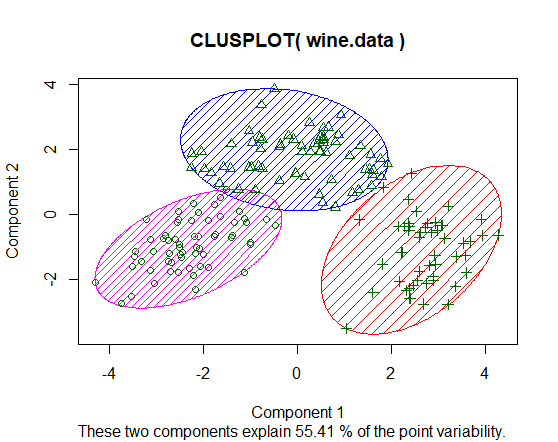 CLUSPLOT( wine.data )
4
2
0
-2
Component 2
-4 -2 0 2 4
Component 1
These two components explain 55.41 % of the point variability.